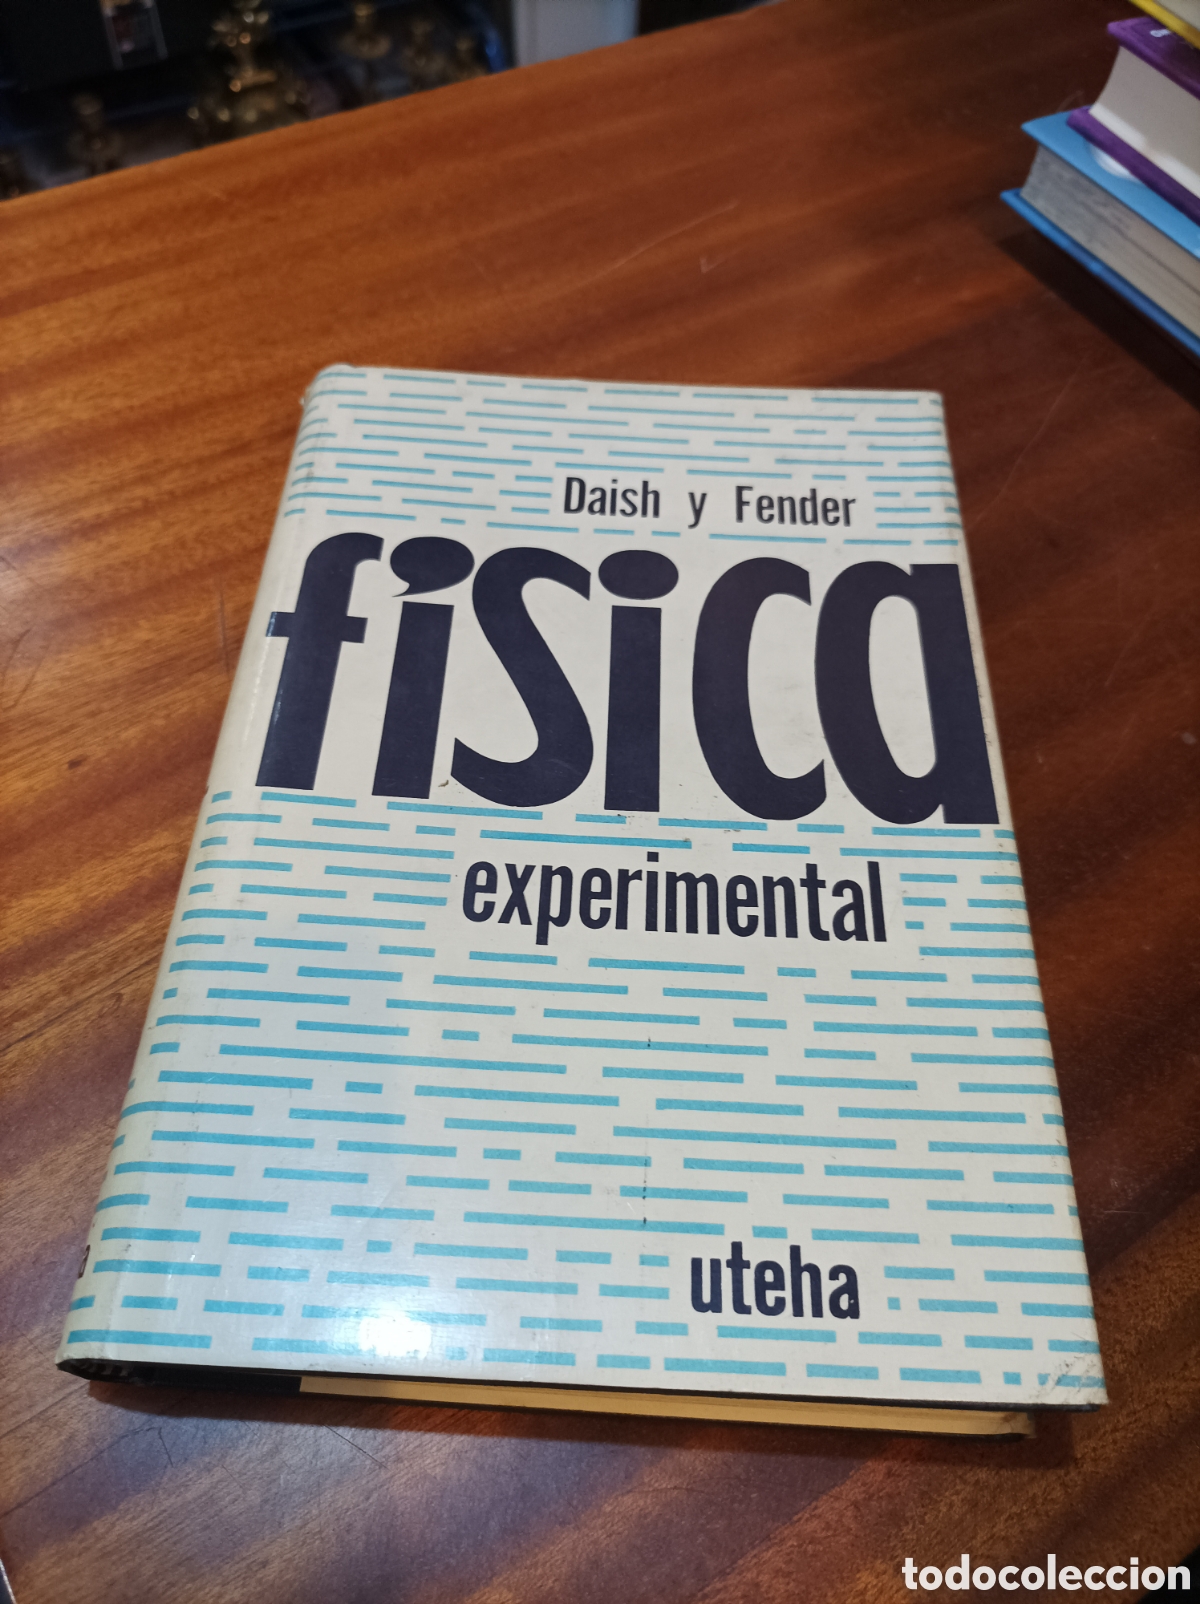 Daish y Fender
física
experimental
uteha
todocoleccion